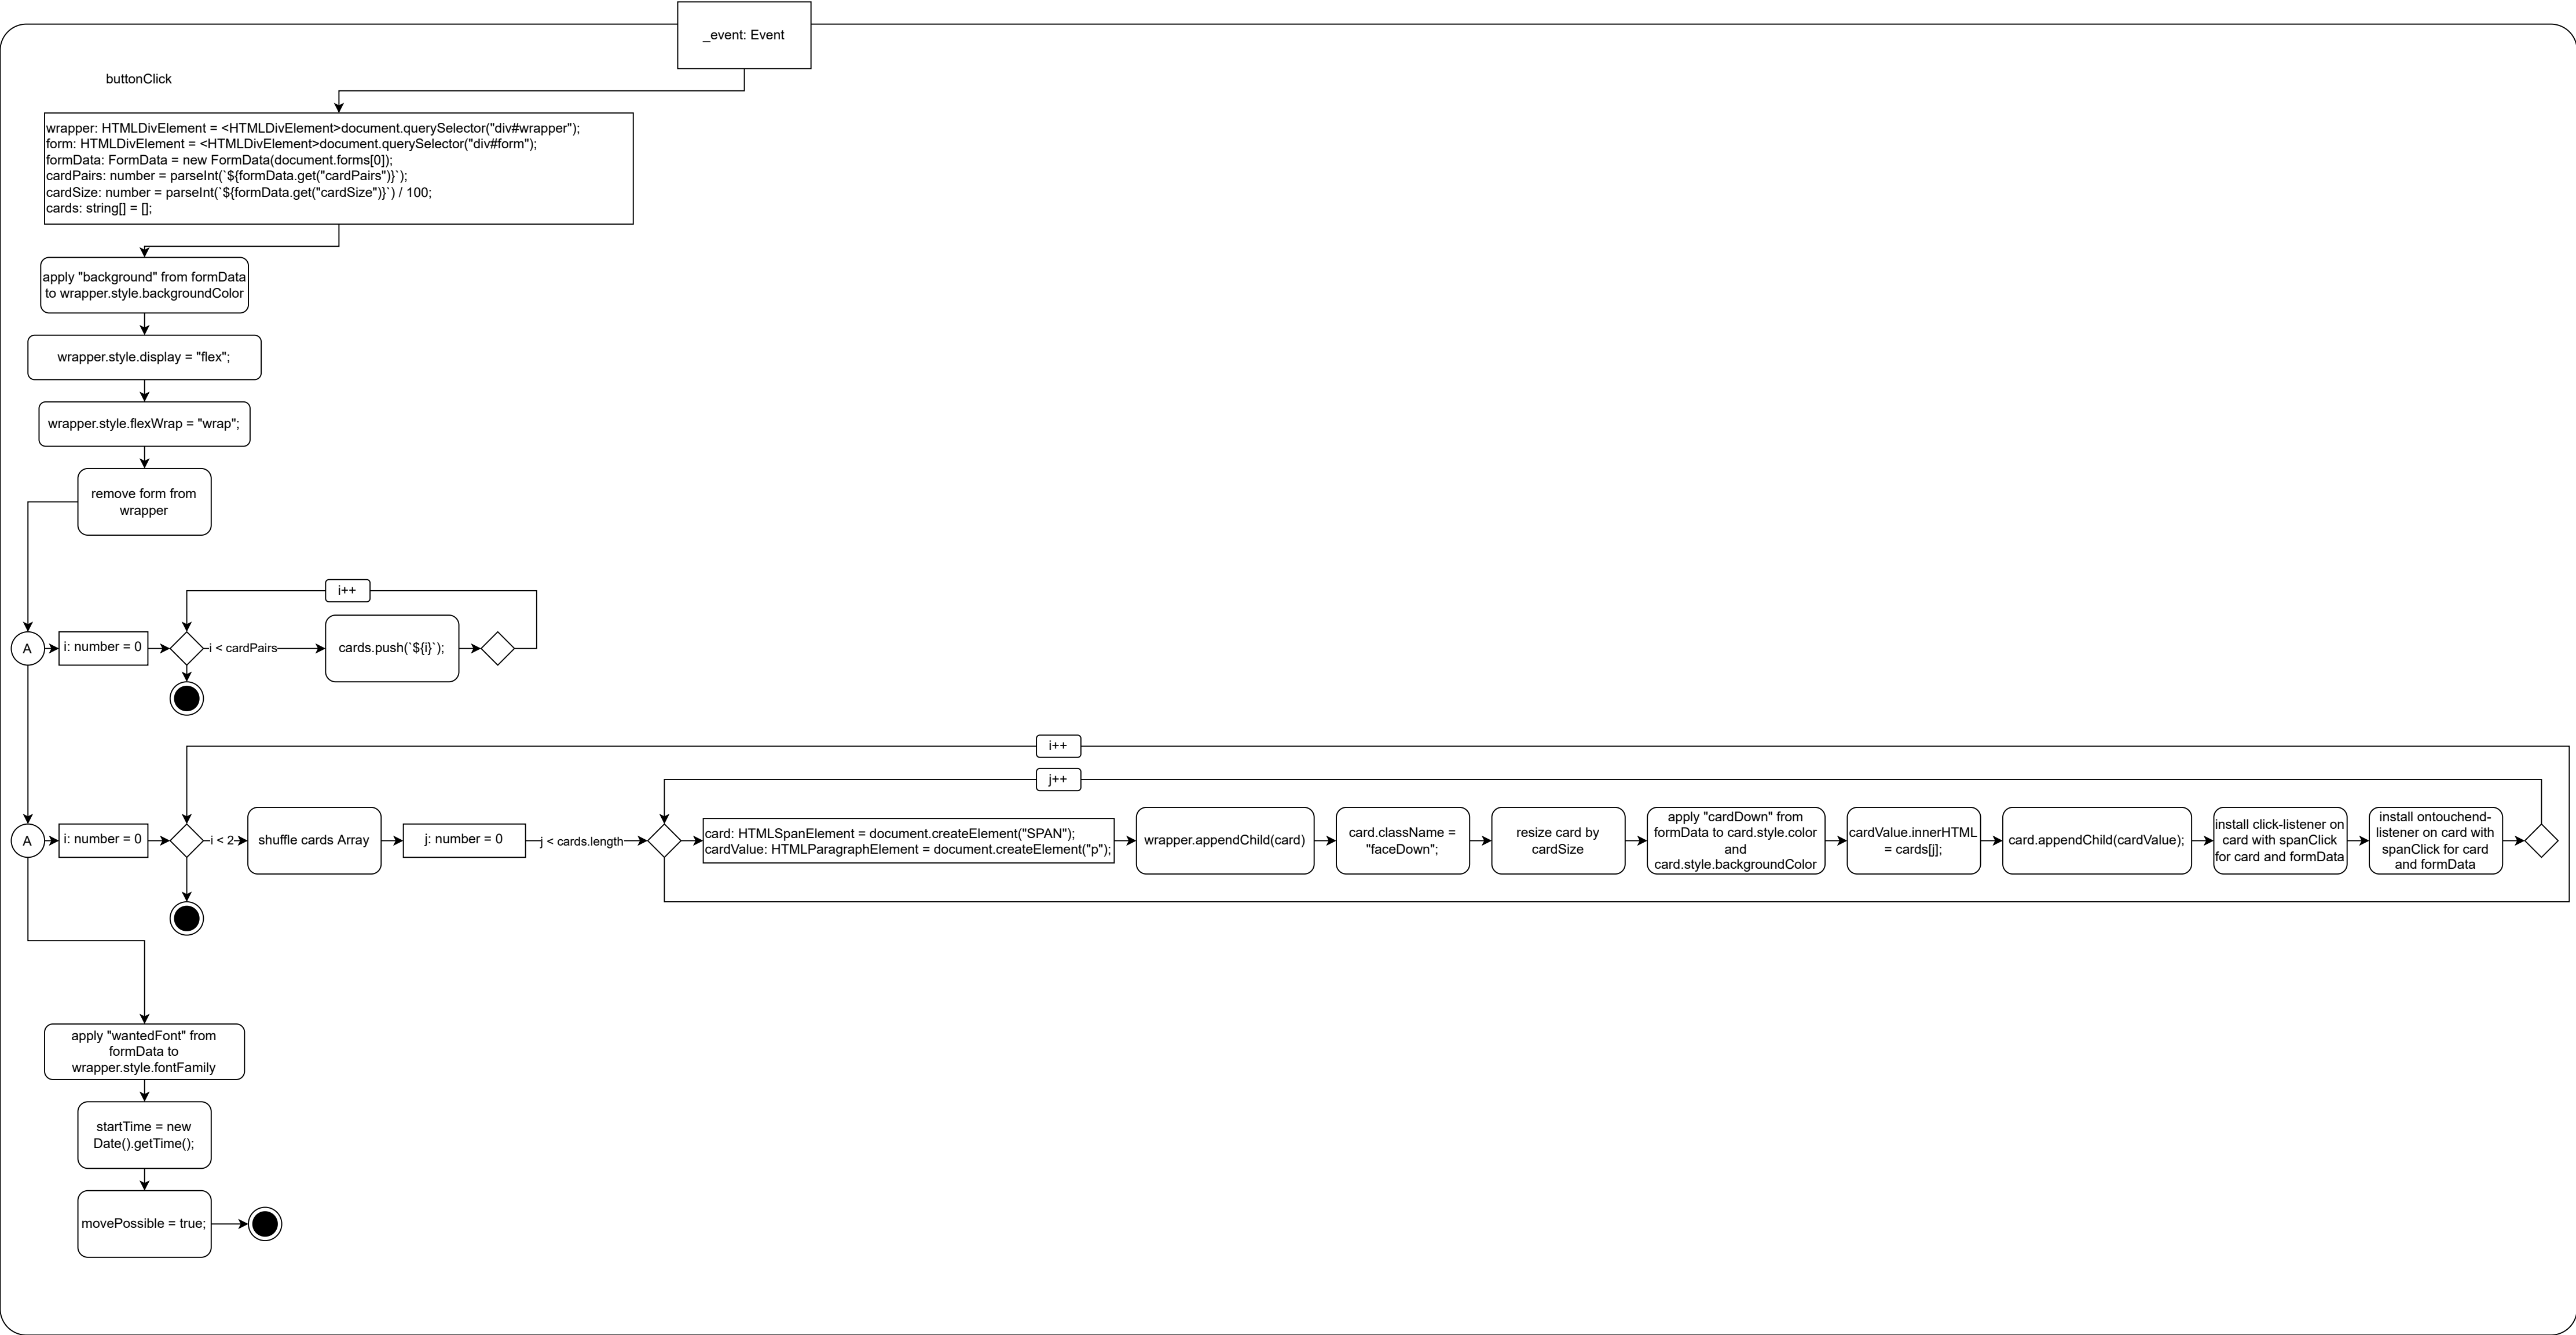 _event: Event
buttonClick
wrapper: HTMLDivElement = <HTMLDivElement>document.querySelector("div#wrapper");
form: HTMLDivElement = <HTMLDivElement>document.querySelector("div#form");
formData: FormData = new FormData(document.forms[0]);
cardPairs: number = parseInt(`${formData.get("cardPairs")}`);
cardSize: number = parseInt(`${formData.get("cardSize")}`) / 100;
cards: string[] = [];
apply "background" from formData
to wrapper.style.backgroundColor
wrapper.style.display = "flex";
wrapper.style.flexWrap = "wrap";
remove form from
wrapper
i++
A
i: number = 0
i < cardPairs
cards.push(`${i}`);
i++
j++
A
i: number = 0
i < 2
shuffle cards Array
j: number = 0
j < cards.length
card: HTMLSpanElement = document.createElement("SPAN");
cardValue: HTMLParagraphElement = document.createElement("p");
wrapper.appendChild(card)
card.className =
"faceDown";
resize card by
cardSize
apply "cardDown" from
formData to card.style.color
and
card.style.backgroundColor
cardValue.innerHTML
= cards[j];
card.appendChild(cardValue);
install click-listener on
card with spanClick
for card and formData
install ontouchend-
listener on card with
spanClick for card
and formData
apply "wantedFont" from
formData to
wrapper.style.fontFamily
startTime = new
Date().getTime();
movePossible = true;